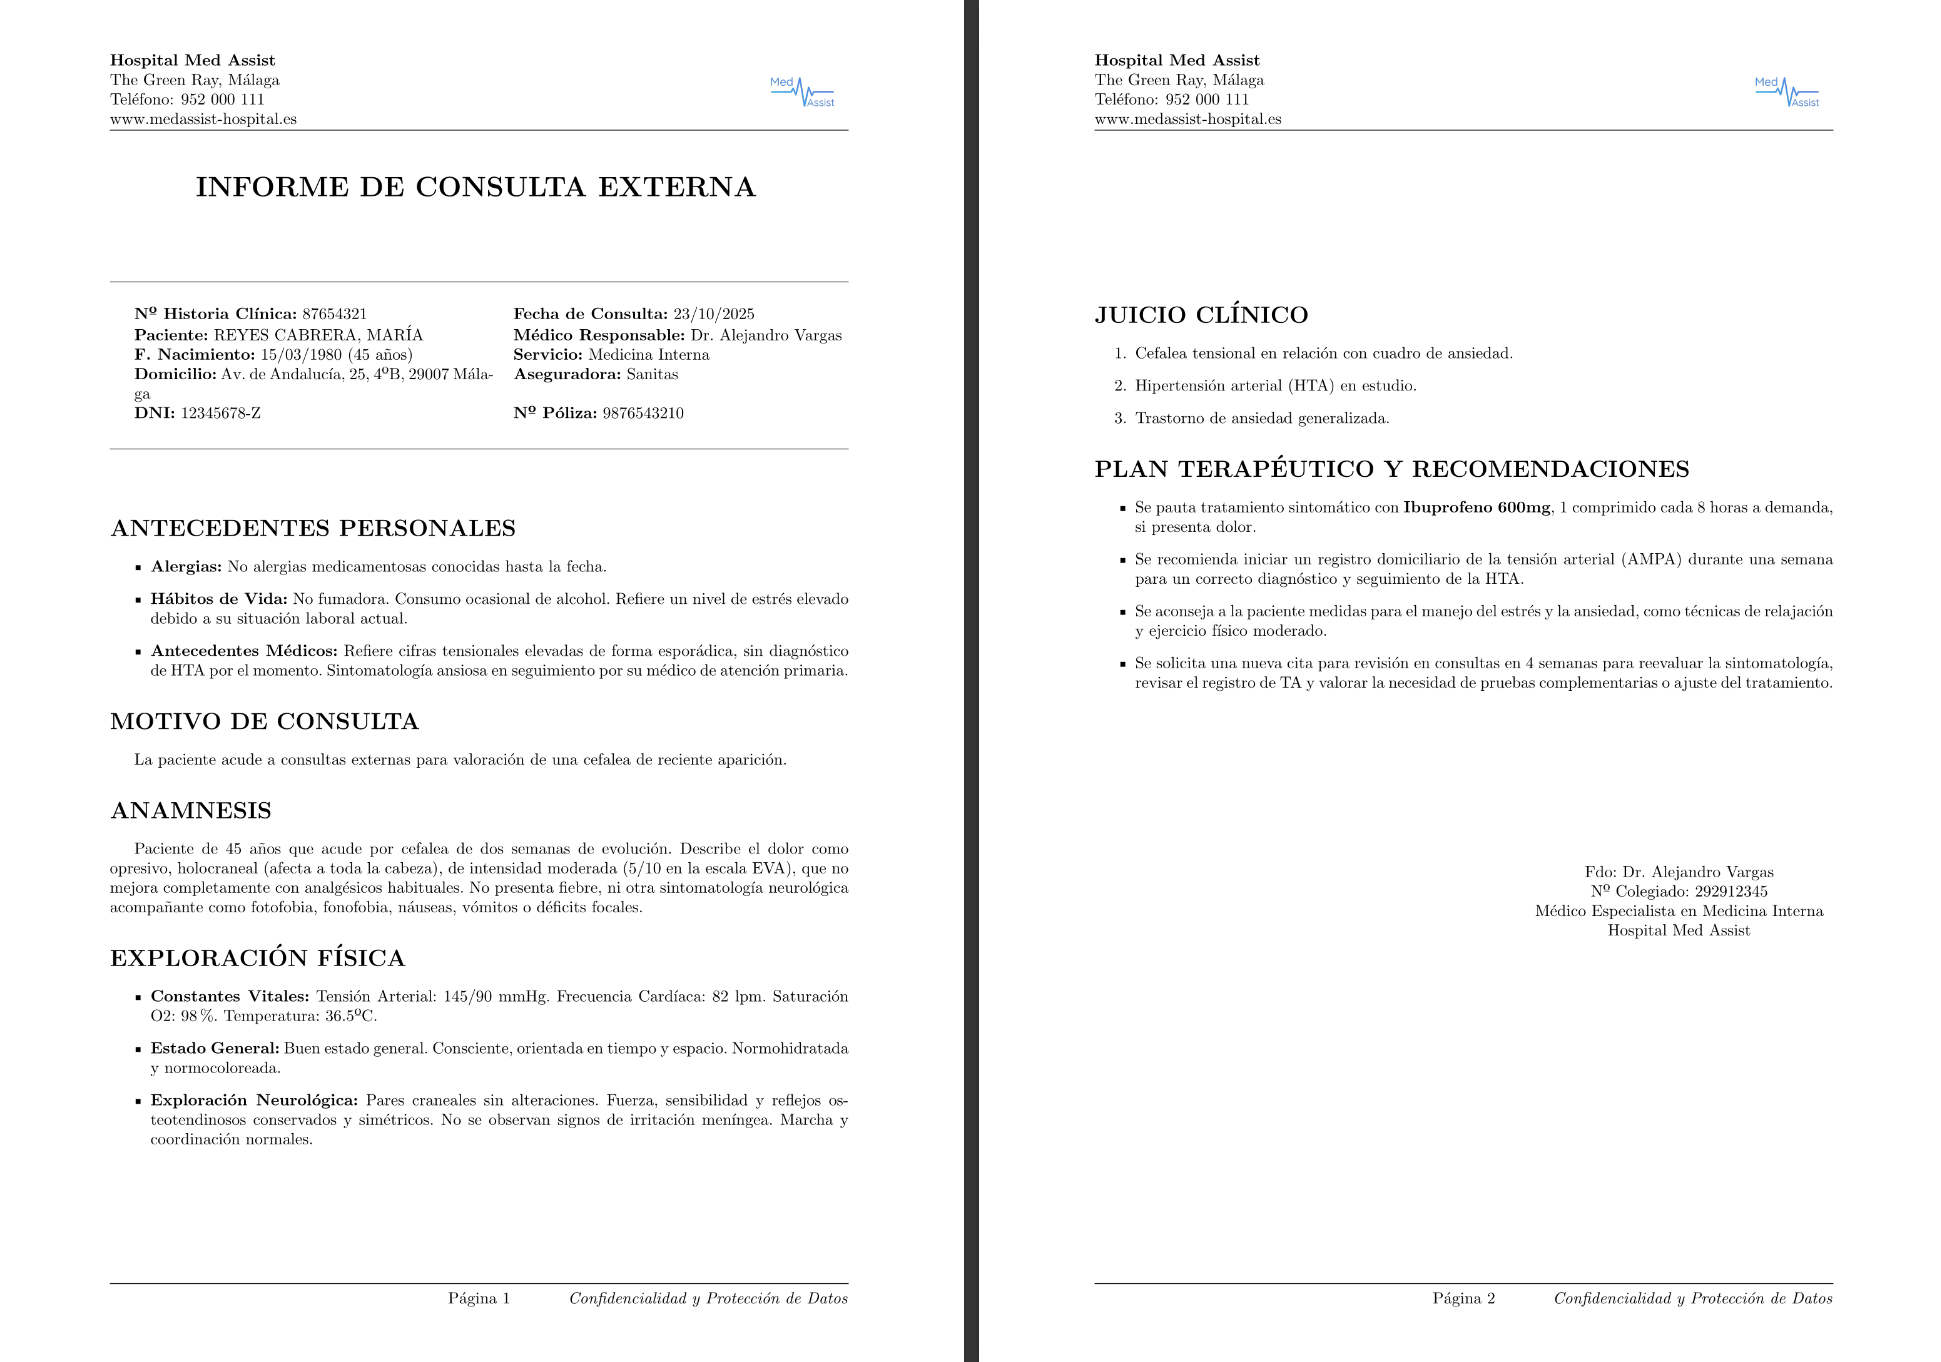 Hospital Med Assist
The Green Ray, Málaga
Teléfono: 952 000 111
www.medassist-hospital.es
Med
Assist
INFORME DE CONSULTA EXTERNA
Nº Historia Clínica: 87654321
Fecha de Consulta: 23/10/2025
Paciente: REYES CABRERA, MARÍA
Médico Responsable: Dr. Alejandro Vargas
F. Nacimiento: 15/03/1980 (45 años)
Servicio: Medicina Interna
Domicilio: Av. de Andalucía, 25, 4ºB, 29007 Mála-
ga
Aseguradora: Sanitas
DNI: 12345678-Z
Nº Póliza: 9876543210
ANTECEDENTES PERSONALES
▪ Alergias: No alergias medicamentosas conocidas hasta la fecha.
▪ Hábitos de Vida: No fumadora. Consumo ocasional de alcohol. Refiere un nivel de estrés elevado
debido a su situación laboral actual.
▪ Antecedentes Médicos: Refiere cifras tensionales elevadas de forma esporádica, sin diagnóstico
de HTA por el momento. Sintomatología ansiosa en seguimiento por su médico de atención primaria.
MOTIVO DE CONSULTA
La paciente acude a consultas externas para valoración de una cefalea de reciente aparición.
ANAMNESIS
Paciente de 45 años que acude por cefalea de dos semanas de evolución. Describe el dolor como
opresivo, holocraneal (afecta a toda la cabeza), de intensidad moderada (5/10 en la escala EVA), que no
mejora completamente con analgésicos habituales. No presenta fiebre, ni otra sintomatología neurológica
acompañante como fotofobia, fonofobia, náuseas, vómitos o déficits focales.
EXPLORACIÓN FÍSICA
▪ Constantes Vitales: Tensión Arterial: 145/90 mmHg. Frecuencia Cardíaca: 82 lpm. Saturación
O2: 98 %. Temperatura: 36.5ºC.
▪ Estado General: Buen estado general. Consciente, orientada en tiempo y espacio. Normohidratada
y normocoloreada.
▪ Exploración Neurológica: Pares craneales sin alteraciones. Fuerza, sensibilidad y reflejos os-
teotendinosos conservados y simétricos. No se observan signos de irritación meníngea. Marcha y
coordinación normales.
Página 1
Confidencialidad y Protección de Datos
Hospital Med Assist
The Green Ray, Málaga
Teléfono: 952 000 111
www.medassist-hospital.es
Med
Assist
JUICIO CLÍNICO
1. Cefalea tensional en relación con cuadro de ansiedad.
2. Hipertensión arterial (HTA) en estudio.
3. Trastorno de ansiedad generalizada.
PLAN TERAPÉUTICO Y RECOMENDACIONES
▪ Se pauta tratamiento sintomático con Ibuprofeno 600mg, 1 comprimido cada 8 horas a demanda,
si presenta dolor.
▪ Se recomienda iniciar un registro domiciliario de la tensión arterial (AMPA) durante una semana
para un correcto diagnóstico y seguimiento de la HTA.
▪ Se aconseja a la paciente medidas para el manejo del estrés y la ansiedad, como técnicas de relajación
y ejercicio físico moderado.
▪ Se solicita una nueva cita para revisión en consultas en 4 semanas para reevaluar la sintomatología,
revisar el registro de TA y valorar la necesidad de pruebas complementarias o ajuste del tratamiento.
Fdo: Dr. Alejandro Vargas
Nº Colegiado: 292912345
Médico Especialista en Medicina Interna
Hospital Med Assist
Página 2
Confidencialidad y Protección de Datos